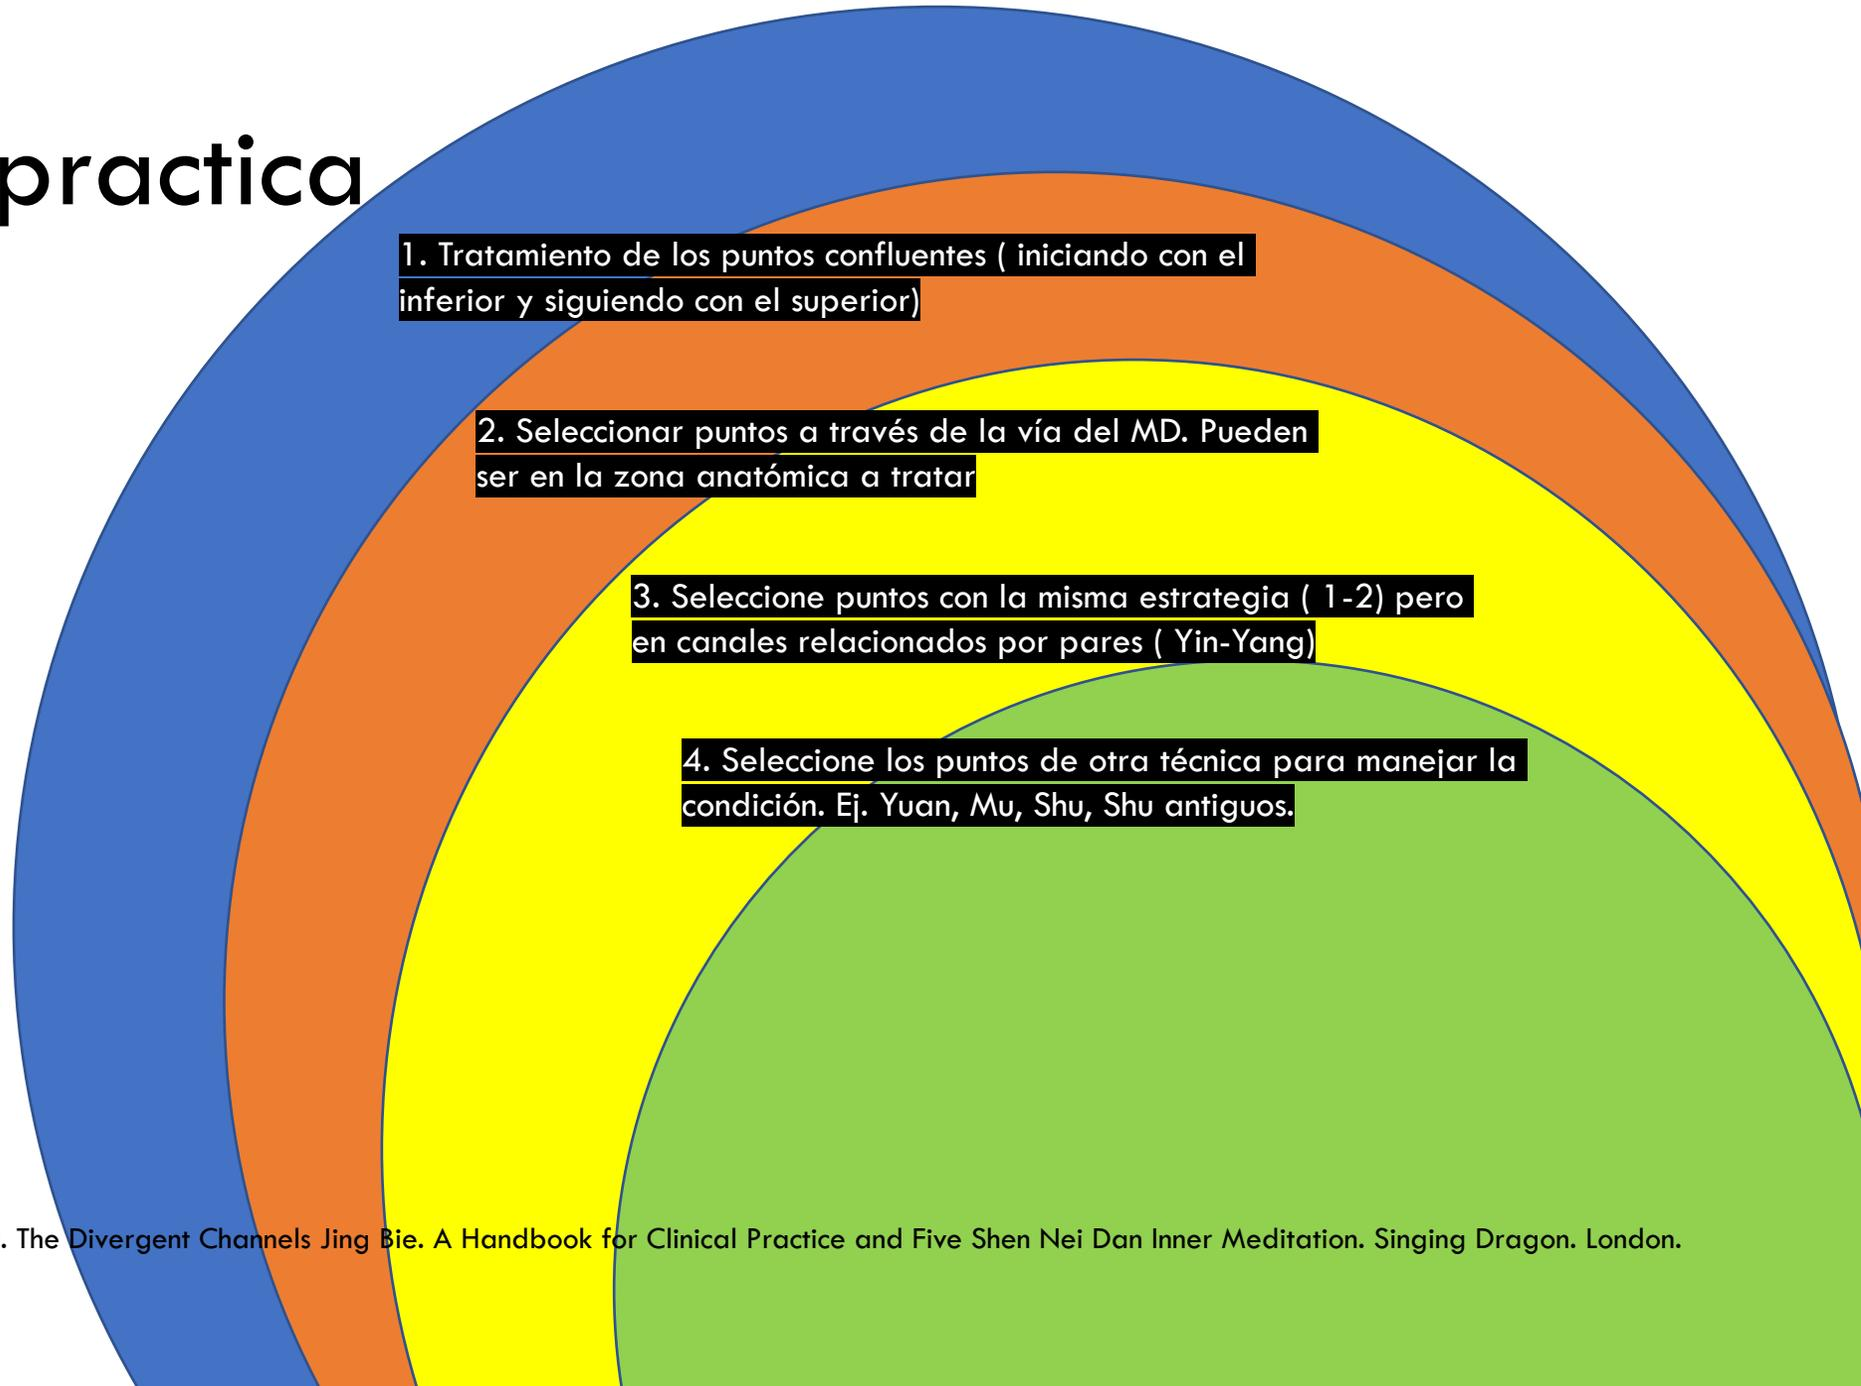 practica
1. Tratamiento de los puntos confluentes ( iniciando con el
inferior y siguiendo con el superior)
2. Seleccionar puntos a través de la vía del MD. Pueden
ser en la zona anatómica a tratar
3. Seleccione puntos con la misma estrategia ( 1-2) pero
en canales relacionados por pares ( Yin-Yang)
4. Seleccione los puntos de otra técnica para manejar la
condición. Ej. Yuan, Mu, Shu, Shu antiguos.
. The Divergent Channels Jing Bie. A Handbook for Clinical Practice and Five Shen Nei Dan Inner Meditation. Singing Dragon. London.